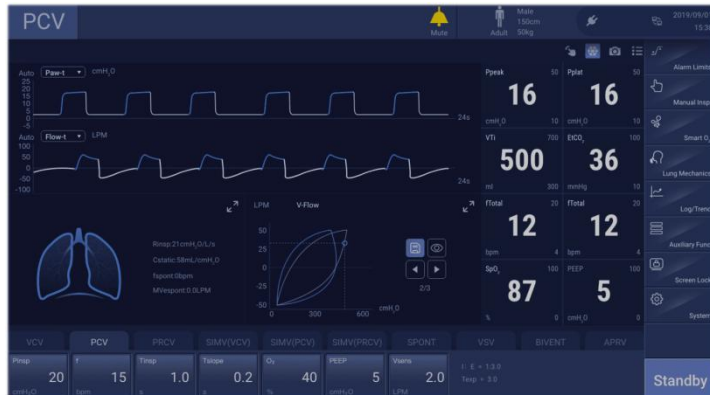 PCV
Mute
Adult
Male
150cm
50kg
2019/09/0
15:3
Auto Paw-t cmH₂O
25
20
15
10
5
0
-5
24s
Auto Flow-t LPM
100
50
0
-50
-100
24s
Ppeak 50
16
cmH₂O 10
Pplat 50
16
cmH₂O 10
VTi 700
500
ml 300
EtCO₂ 100
36
mmHg 10
fTotal 20
12
bpm 4
fTotal 20
12
bpm 4
SpO₂ 100
87
% 0
PEEP 100
5
cmH₂O 0
Rinsp:21cmH₂O/L/s
Cstatic:58mL/cmH₂O
fspont:0bpm
MVespont:0.0LPM
LPM V-Flow
50
25
0
-25
-50
0 300 600
cmH₂O
2/3
Alarm Limits
Manual Insp
Smart O₂
Lung Mechanics
Log/Trend
Auxiliary Func
Screen Lock
System
VCV PCV PRCV SIMV(VCV) SIMV(PCV) SIMV(PRCV) SPONT VSV BIVENT APRV
Pinsp
20
cmH₂O
f
15
bpm
Tinsp
1.0
s
Tslope
0.2
s
O₂
40
%
PEEP
5
cmH₂O
Vsens
2.0
LPM
I : E = 1:3.0
Texp = 3.0
Standby